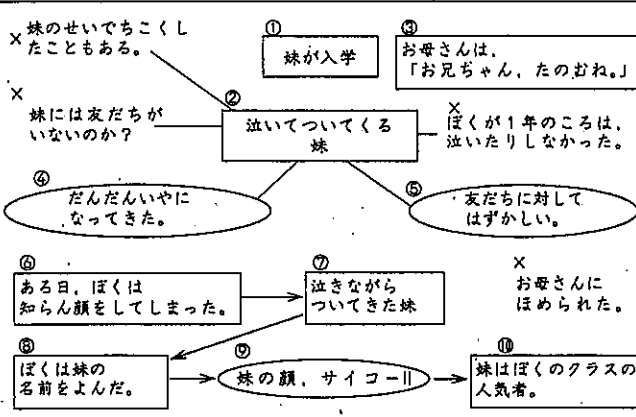 ×妹のせいでちこくし
たこともある。
①
妹が入学
③
お母さんは、
「お兄ちゃん、たのむね。」
×
妹には友だちが
いないのか?
②
泣いてついてくる
妹
×
ぼくが1年のころは、
泣いたりしなかった。
④
だんだんいやに
なってきた。
⑤
友だちに対して
はずかしい。
⑥
ある日、ぼくは
知らん顔をしてしまった。
⑦
泣きながら
ついてきた妹
×
お母さんに
ほめられた。
⑧
ぼくは妹の
名前をよんだ。
⑨
妹の顔、サイコー‼
⑩
妹はぼくのクラスの
人気者。